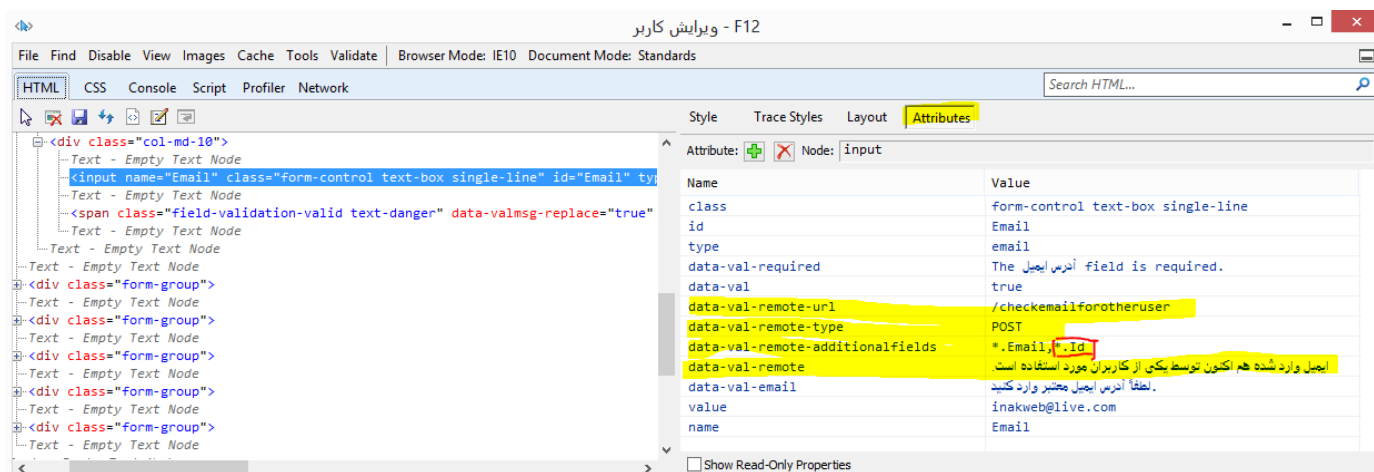 F12 - ویرایش کاربر
File Find Disable View Images Cache Tools Validate Browser Mode: IE10 Document Mode: Standards
HTML CSS Console Script Profiler Network
Search HTML...
<div class="col-md-10">
Text - Empty Text Node
<input name="Email" class="form-control text-box single-line" id="Email" typ
Text - Empty Text Node
<span class="field-validation-valid text-danger" data-valmsg-replace="true"
Text - Empty Text Node
Text - Empty Text Node
Text - Empty Text Node
<div class="form-group">
Text - Empty Text Node
<div class="form-group">
Text - Empty Text Node
<div class="form-group">
Text - Empty Text Node
<div class="form-group">
Text - Empty Text Node
<div class="form-group">
Text - Empty Text Node
<div class="form-group">
Text - Empty Text Node
Style Trace Styles Layout Attributes
Attribute: Node: input
Name Value
class form-control text-box single-line
id Email
type email
data-val-required The آدرس ایمیل field is required.
data-val true
data-val-remote-url /checkemailforotheruser
data-val-remote-type POST
data-val-remote-additionalfields *.Email,*.Id
data-val-remote ایمیل وارد شده هم اکنون توسط یکی از کاربران مورد استفاده است.
data-val-email لطفاً آدرس ایمیل معتبر وارد کنید.
value inakweb@live.com
name Email
Show Read-Only Properties